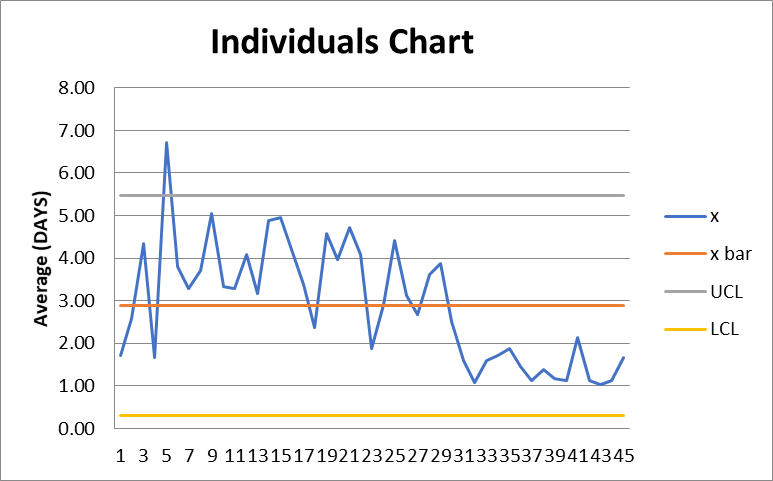 Individuals Chart
8.00
7.00
6.00
5.00
4.00
3.00
2.00
1.00
0.00
Average (DAYS)
1 3 5 7 9 11 13 15 17 19 21 23 25 27 29 31 33 35 37 39 41 43 45
x
x bar
UCL
LCL